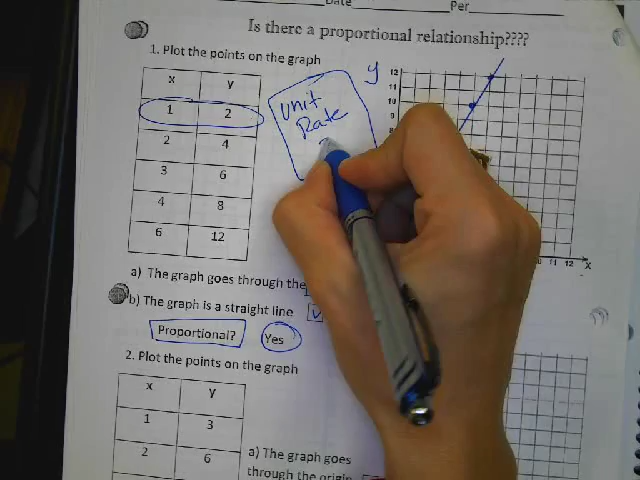 Date Per
Is there a proportional relationship????
1. Plot the points on the graph
x y
1 2
2 4
3 6
4 8
6 12
Unit
Rate
y
12
11
10
9
8
10 11 12 x
a) The graph goes through the
b) The graph is a straight line
Proportional? Yes
2. Plot the points on the graph
x y
1 3
2 6
a) The graph goes
through the origin